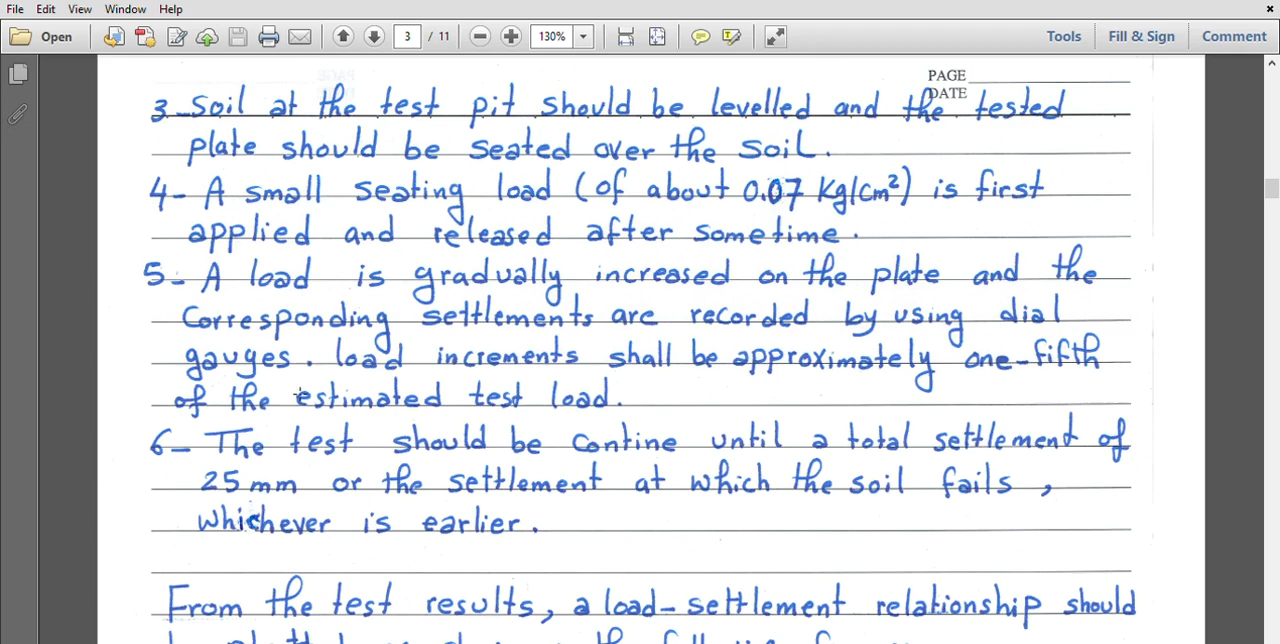 File Edit View Window Help
Open 3 / 11 130% Tools Fill & Sign Comment
PAGE
DATE
3- Soil at the test pit should be levelled and the tested
plate should be seated over the soil.
4- A small seating load (of about 0.07 Kg/cm²) is first
applied and released after sometime.
5- A load is gradually increased on the plate and the
Corresponding settlements are recorded by using dial
gauges. load increments shall be approximately one-fifth
of the estimated test load.
6- The test should be contine until a total settlement of
25mm or the settlement at which the soil fails,
whichever is earlier.
From the test results, a load-settlement relationship should